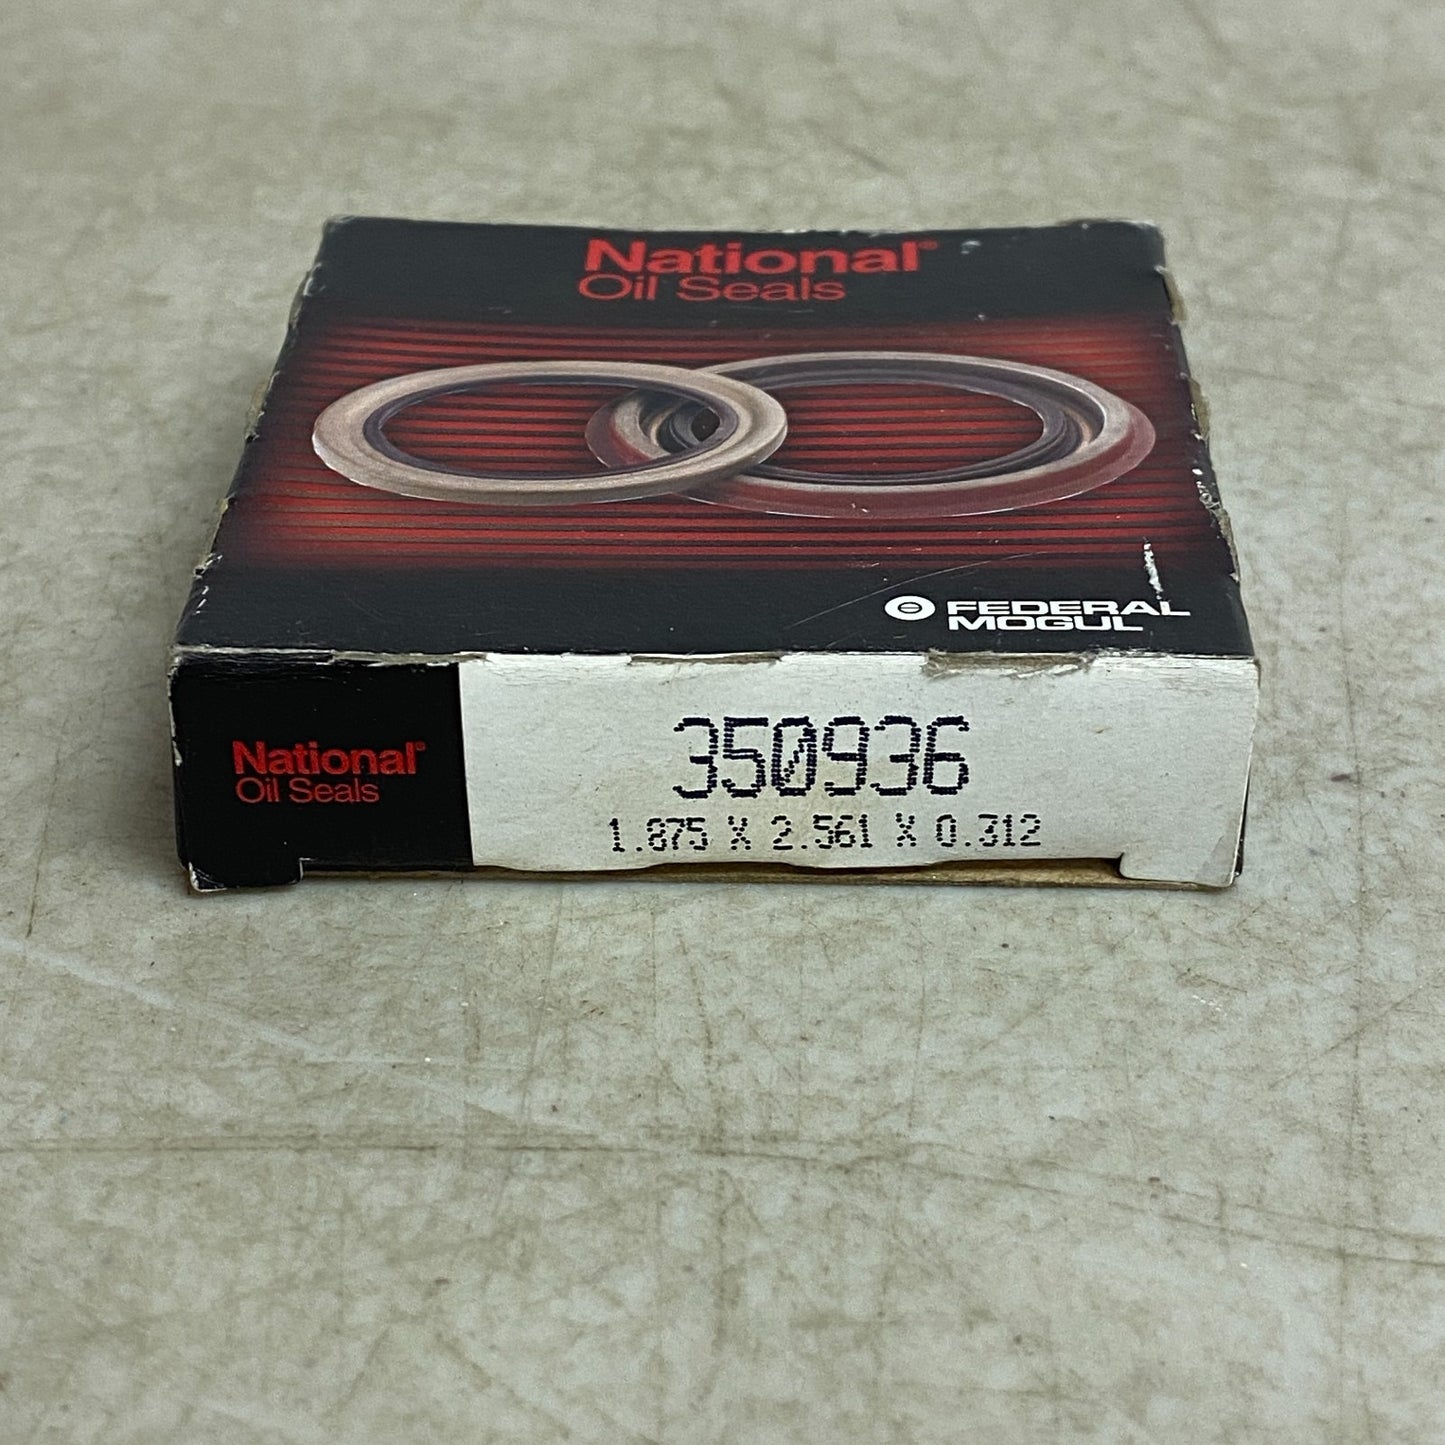 National®
Oil Seals
FEDERAL
MOGUL
National®
Oil Seals
350936
1.875 X 2.561 X 0.312